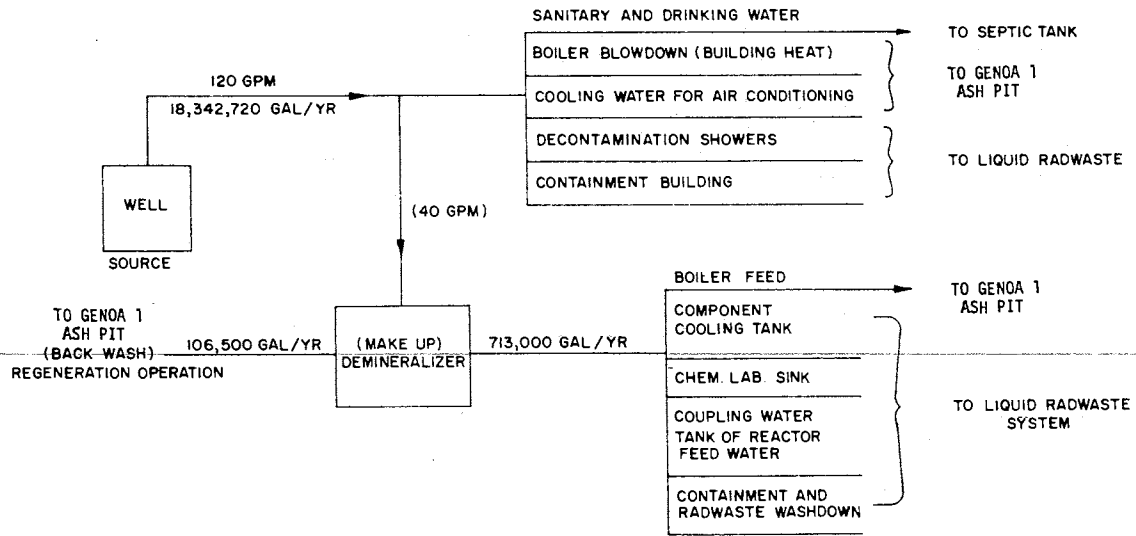 SANITARY AND DRINKING WATER
TO SEPTIC TANK
BOILER BLOWDOWN (BUILDING HEAT)
COOLING WATER FOR AIR CONDITIONING
TO GENOA 1
ASH PIT
DECONTAMINATION SHOWERS
CONTAINMENT BUILDING
TO LIQUID RADWASTE
120 GPM
18,342,720 GAL/YR
WELL
SOURCE
(40 GPM)
TO GENOA 1
ASH PIT
(BACK WASH)
REGENERATION OPERATION
106,500 GAL/YR
(MAKE UP)
DEMINERALIZER
713,000 GAL/YR
BOILER FEED
TO GENOA 1
ASH PIT
COMPONENT
COOLING TANK
CHEM. LAB. SINK
COUPLING WATER
TANK OF REACTOR
FEED WATER
CONTAINMENT AND
RADWASTE WASHDOWN
TO LIQUID RADWASTE
SYSTEM